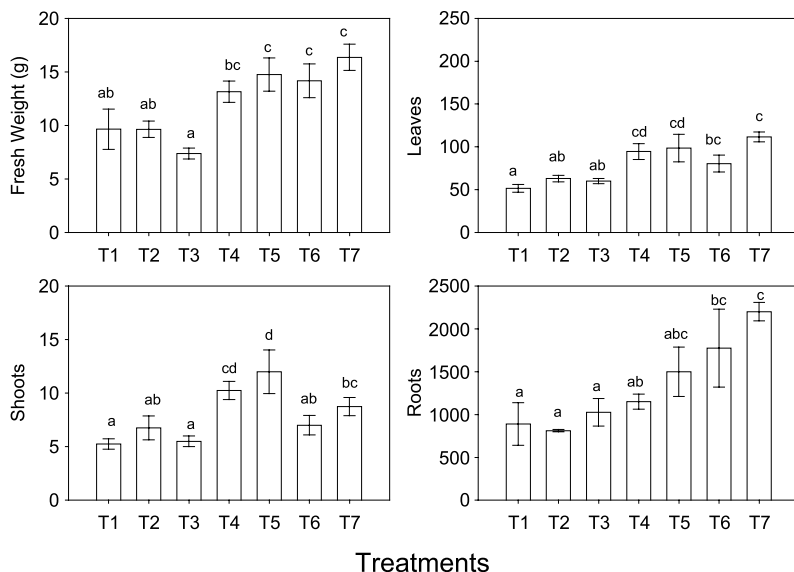 Fresh Weight (g)
20
15
10
5
0
ab
ab
a
bc
c
c
c
T1 T2 T3 T4 T5 T6 T7
Leaves
250
200
150
100
50
0
a
ab
ab
cd
cd
bc
c
T1 T2 T3 T4 T5 T6 T7
Shoots
20
15
10
5
0
a
ab
a
cd
d
ab
bc
T1 T2 T3 T4 T5 T6 T7
Roots
2500
2000
1500
1000
500
0
a
a
a
ab
abc
bc
c
T1 T2 T3 T4 T5 T6 T7
Treatments